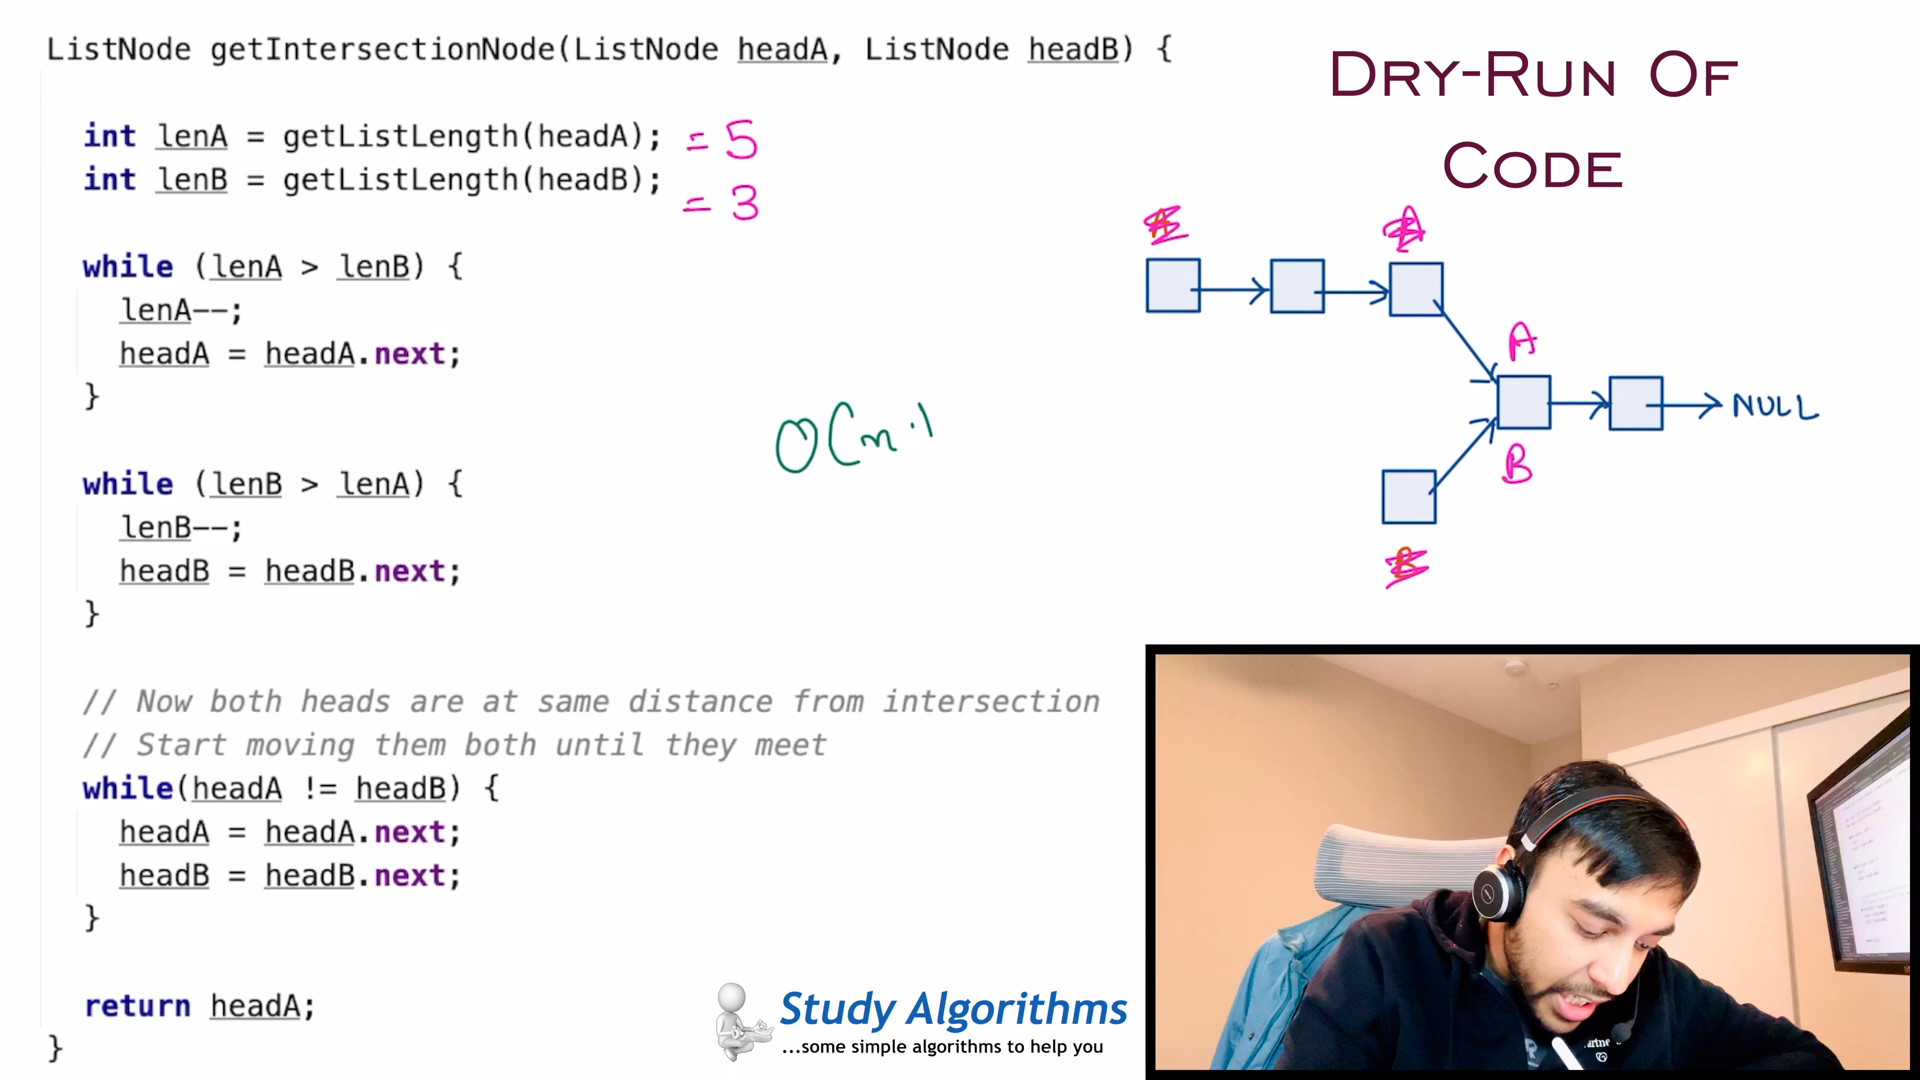 ListNode getIntersectionNode(ListNode headA, ListNode headB) {
int lenA = getListLength(headA); = 5
int lenB = getListLength(headB); = 3
while (lenA > lenB) {
lenA--;
headA = headA.next;
}
while (lenB > lenA) {
lenB--;
headB = headB.next;
}
// Now both heads are at same distance from intersection
// Start moving them both until they meet
while(headA != headB) {
headA = headA.next;
headB = headB.next;
}
return headA;
}
O(m
DRY-RUN OF
CODE
A
A
A
B
NULL
B
Study Algorithms
...some simple algorithms to help you